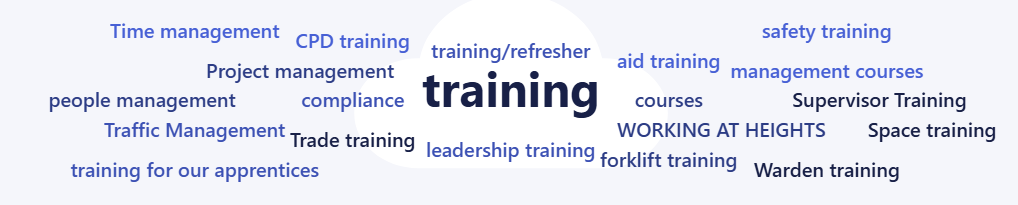 Time management
safety training
CPD training
training/refresher
aid training
Project management
management courses
training
people management
compliance
courses
Supervisor Training
Traffic Management
WORKING AT HEIGHTS
Space training
Trade training
leadership training
forklift training
training for our apprentices
Warden training